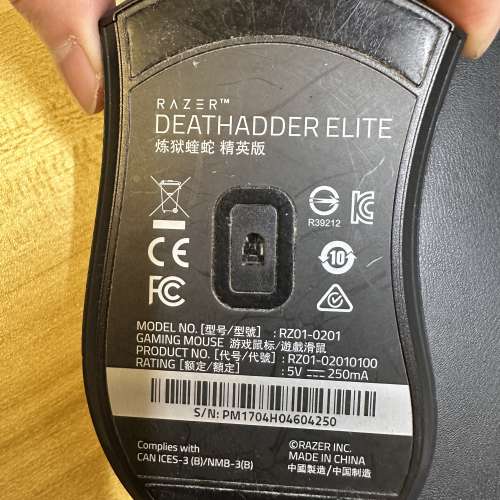 RAZER™
DEATHADDER ELITE
炼狱蝰蛇 精英版
R39212
10
CE
FC
MODEL NO. [型号/型號] : RZ01-0201
GAMING MOUSE 游戏鼠标/遊戲滑鼠
PRODUCT NO. [代号/代號] : RZ01-02010100
RATING [额定/額定] : 5V ⎓ 250mA
S/N: PM1704H04604250
Complies with
CAN ICES-3 (B)/NMB-3(B)
©RAZER INC.
MADE IN CHINA
中國製造/中国制造